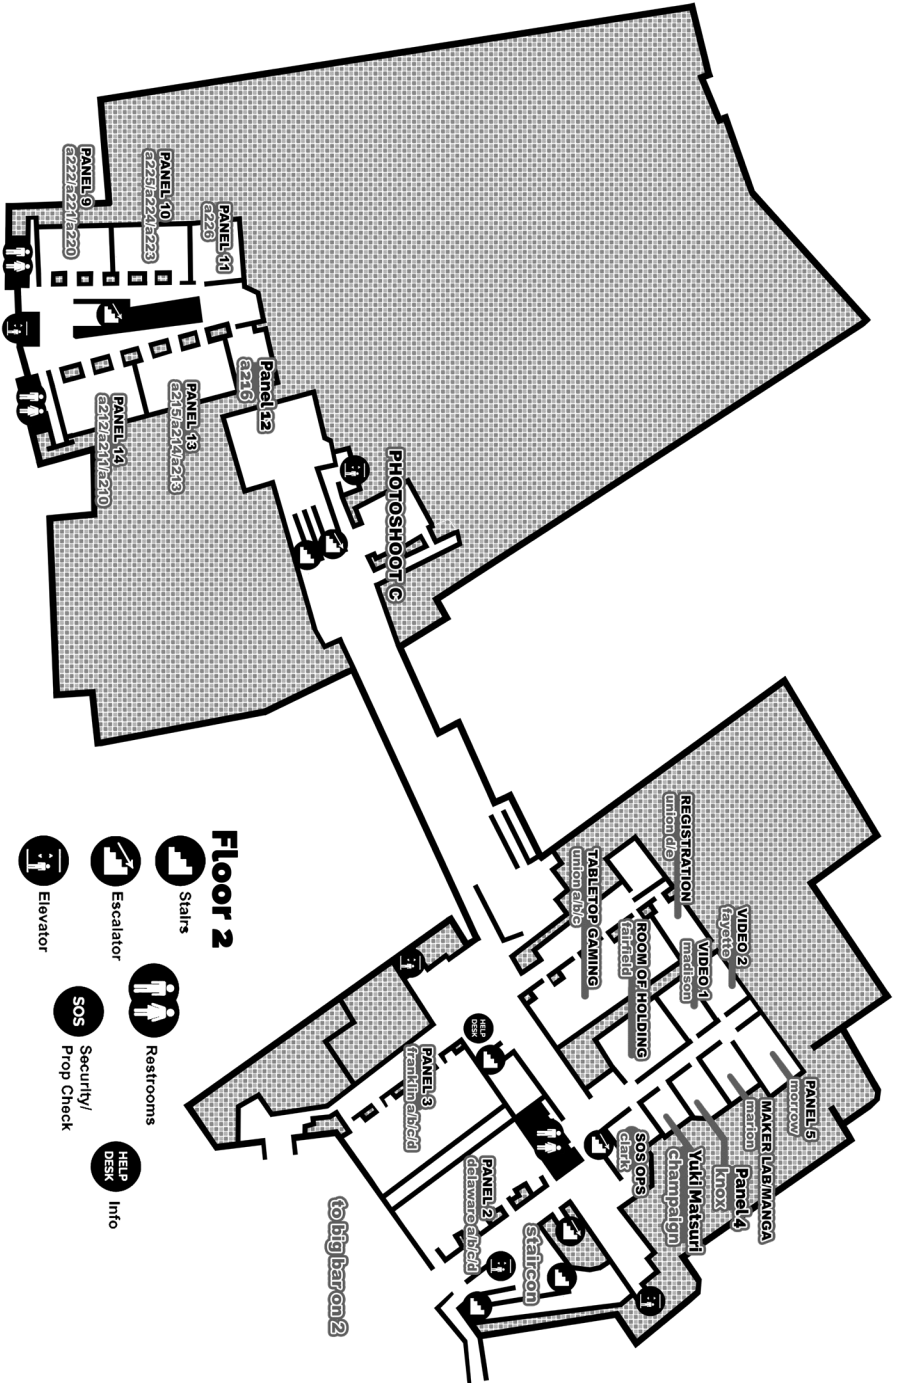 PANEL 9
a222/a221/a220
PANEL 10
a225/a224/a223
PANEL 11
a226
Panel 12
a216
PANEL 13
a215/a214/a213
PANEL 14
a212/a211/a210
PHOTOSHOOT C
REGISTRATION
union d/e
TABLETOP GAMING
union a/b/c
VIDEO 2
fayette
VIDEO 1
madison
ROOM OF HOLDING
fairfield
PANEL 5
morrow
MAKER LAB/MANGA
marion
Panel 4
knox
Yuki Matsuri
champaign
SOS OPS
clark
HELP
DESK
PANEL 3
franklin a/b/c/d
PANEL 2
delaware a/b/c/d
staircon
to big bar on 2
Floor 2
Stairs
Escalator
Elevator
Restrooms
SOS
Security/
Prop Check
HELP
DESK
Info